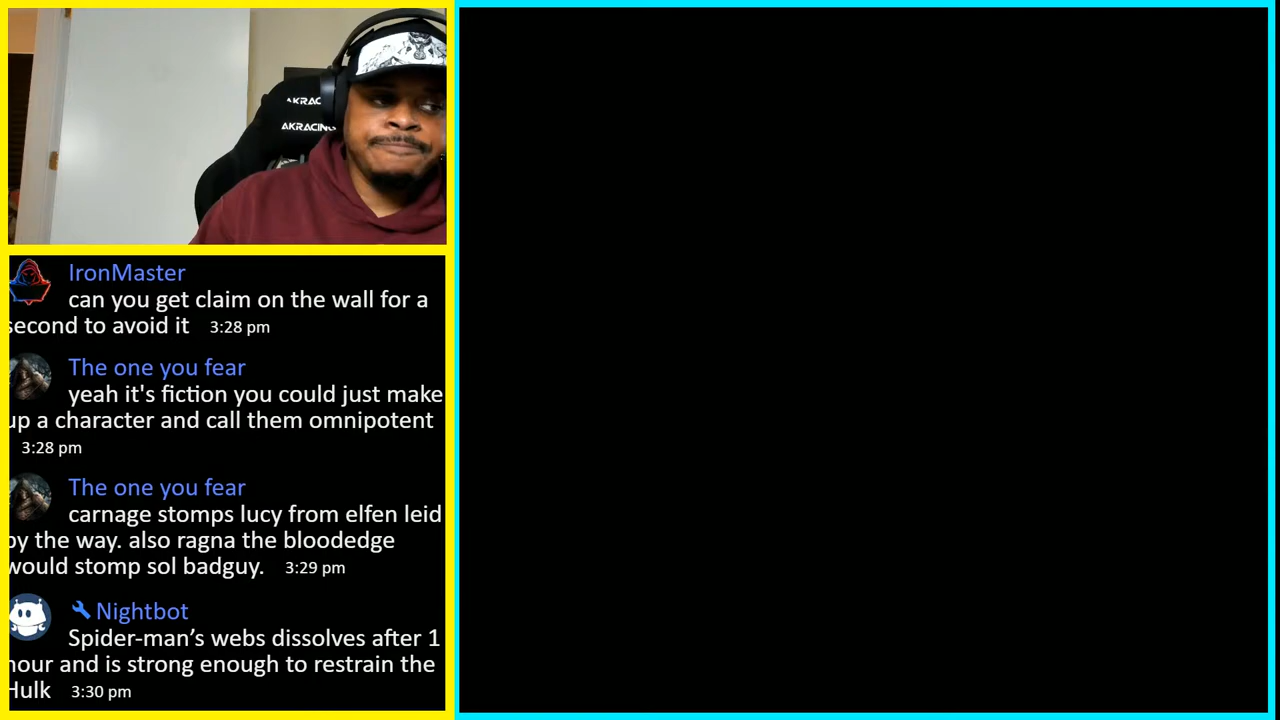 AKRAC
AKRACING
IronMaster
can you get claim on the wall for a
second to avoid it 3:28 pm
The one you fear
yeah it's fiction you could just make
up a character and call them omnipotent
3:28 pm
The one you fear
carnage stomps lucy from elfen leid
by the way. also ragna the bloodedge
would stomp sol badguy. 3:29 pm
Nightbot
Spider-man’s webs dissolves after 1
hour and is strong enough to restrain the
Hulk 3:30 pm